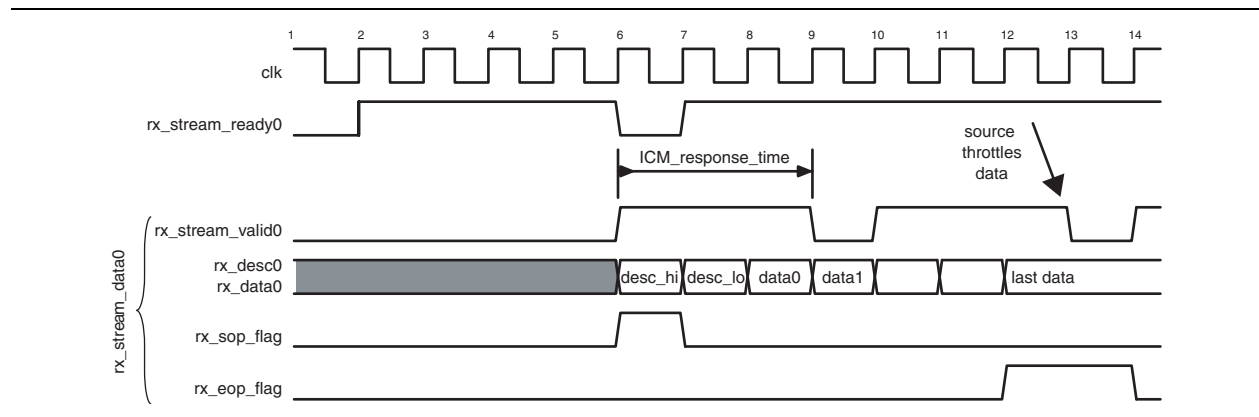 1 2 3 4 5 6 7 8 9 10 11 12 13 14
clk
rx_stream_ready0
source
throttles
data
ICM_response_time
rx_stream_valid0
rx_desc0
rx_data0
desc_hi desc_lo data0 data1 last data
rx_stream_data0
rx_sop_flag
rx_eop_flag